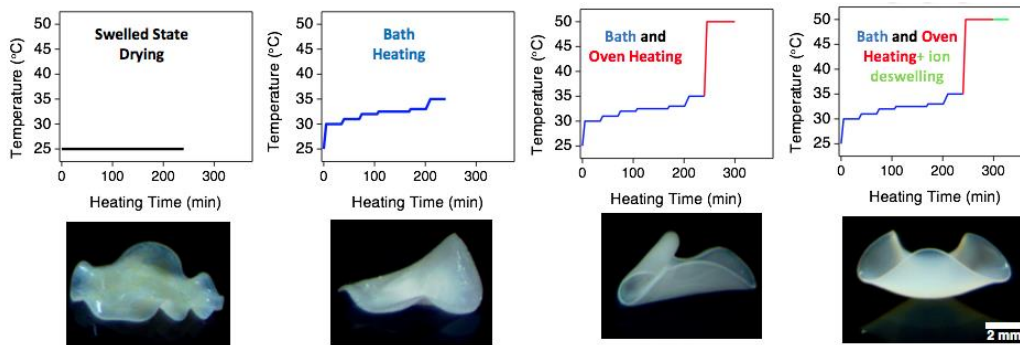 Swelled State
Drying
Temperature (°C)
50
45
40
35
30
25
0
100
200
300
Heating Time (min)
Bath
Heating
Temperature (°C)
50
45
40
35
30
25
0
100
200
300
Heating Time (min)
Bath and
Oven Heating
Temperature (°C)
50
45
40
35
30
25
0
100
200
300
Heating Time (min)
Bath and Oven
Heating+ ion
deswelling
Temperature (°C)
50
45
40
35
30
25
0
100
200
300
Heating Time (min)
2 mm